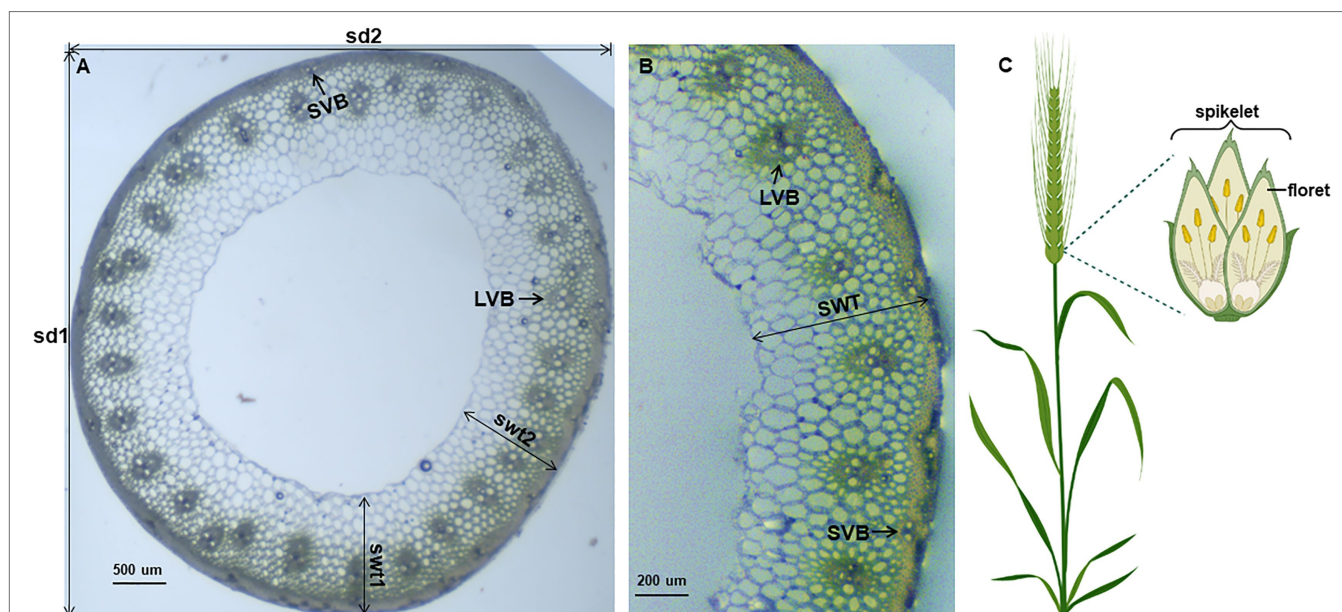 sd2
A
SVB
LVB
sd1
swt2
swt1
500 um
B
LVB
SWT
SVB
200 um
C
spikelet
floret